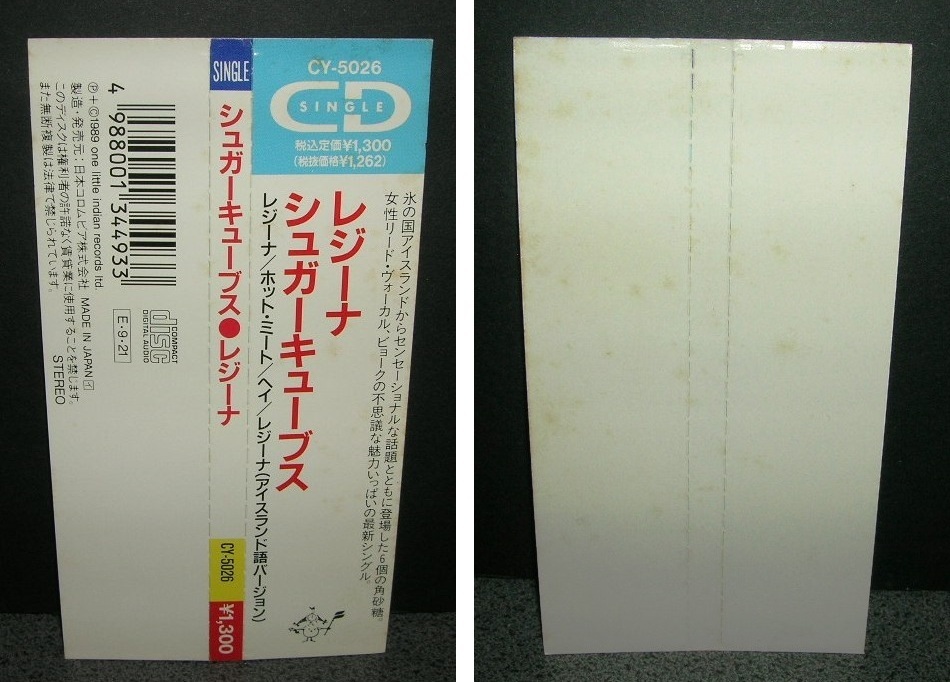 CY-5026
CD SINGLE
税込定価¥1,300
(税抜価格¥1,262)
氷の国アイスランドからセンセーショナルな話題とともに登場した6個の角砂糖。
女性リード・ヴォーカル、ビョークの不思議な魅力いっぱいの最新シングル。
レジーナ
シュガーキューブス
レジーナ/ホット・ミート/ヘイ/レジーナ(アイスランド語バージョン)
SINGLE
シュガーキューブス●レジーナ
CY-5026
¥1,300
4 988001 344933
COMPACT
disc
DIGITAL AUDIO
E・9・21
Ⓟ+©1989 one little indian records ltd.
製造・発売元：日本コロムビア株式会社 MADE IN JAPAN イ
このディスクは権利者の許諾なく賃貸業に使用することを禁じます。
また無断複製は法律で禁じられています。
STEREO